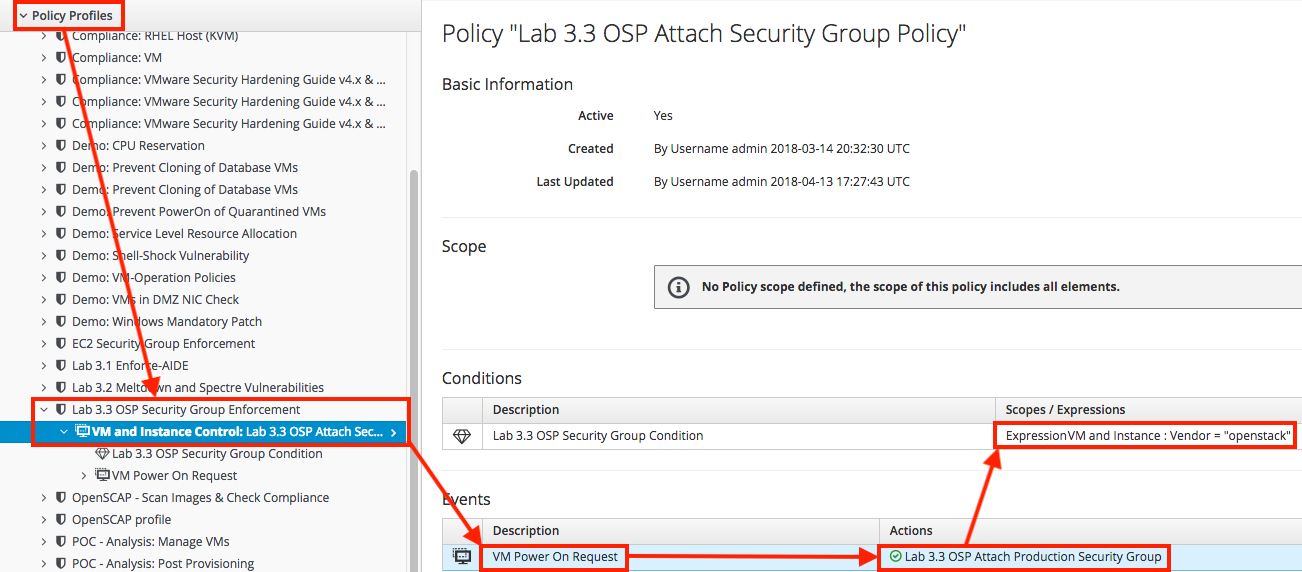 Policy Profiles
Compliance: RHEL Host (KVM)
Compliance: VM
Compliance: VMware Security Hardening Guide v4.x & ...
Compliance: VMware Security Hardening Guide v4.x & ...
Compliance: VMware Security Hardening Guide v4.x & ...
Demo: CPU Reservation
Demo: Prevent Cloning of Database VMs
Demo: Prevent Cloning of Database VMs
Demo: Prevent PowerOn of Quarantined VMs
Demo: Service Level Resource Allocation
Demo: Shell-Shock Vulnerability
Demo: VM-Operation Policies
Demo: VMs in DMZ NIC Check
Demo: Windows Mandatory Patch
EC2 Security Group Enforcement
Lab 3.1 Enforce-AIDE
Lab 3.2 Meltdown and Spectre Vulnerabilities
Lab 3.3 OSP Security Group Enforcement
VM and Instance Control: Lab 3.3 OSP Attach Sec...
Lab 3.3 OSP Security Group Condition
VM Power On Request
OpenSCAP - Scan Images & Check Compliance
OpenSCAP profile
POC - Analysis: Manage VMs
POC - Analysis: Post Provisioning
Policy "Lab 3.3 OSP Attach Security Group Policy"
Basic Information
Active Yes
Created By Username admin 2018-03-14 20:32:30 UTC
Last Updated By Username admin 2018-04-13 17:27:43 UTC
Scope
No Policy scope defined, the scope of this policy includes all elements.
Conditions
Description Scopes / Expressions
Lab 3.3 OSP Security Group Condition ExpressionVM and Instance : Vendor = "openstack"
Events
Description Actions
VM Power On Request Lab 3.3 OSP Attach Production Security Group